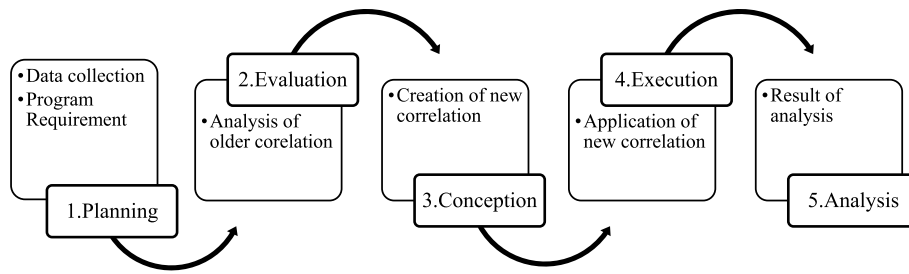 • Data collection
• Program
Requirement
1.Planning
2.Evaluation
• Analysis of
older corelation
• Creation of new
correlation
3.Conception
4.Execution
• Application of
new correlation
• Result of
analysis
5.Analysis